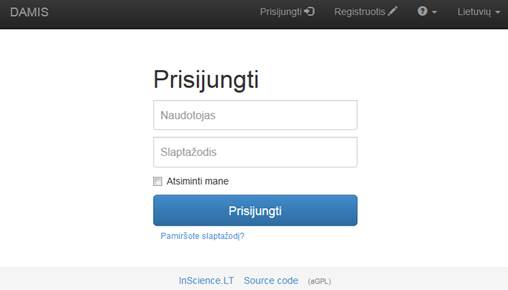 DAMIS Prisijungti Registruotis Lietuvių
Prisijungti
Naudotojas
Slaptažodis
Atsiminti mane
Prisijungti
Pamiršote slaptažodį?
InScience.LT Source code (aGPL)